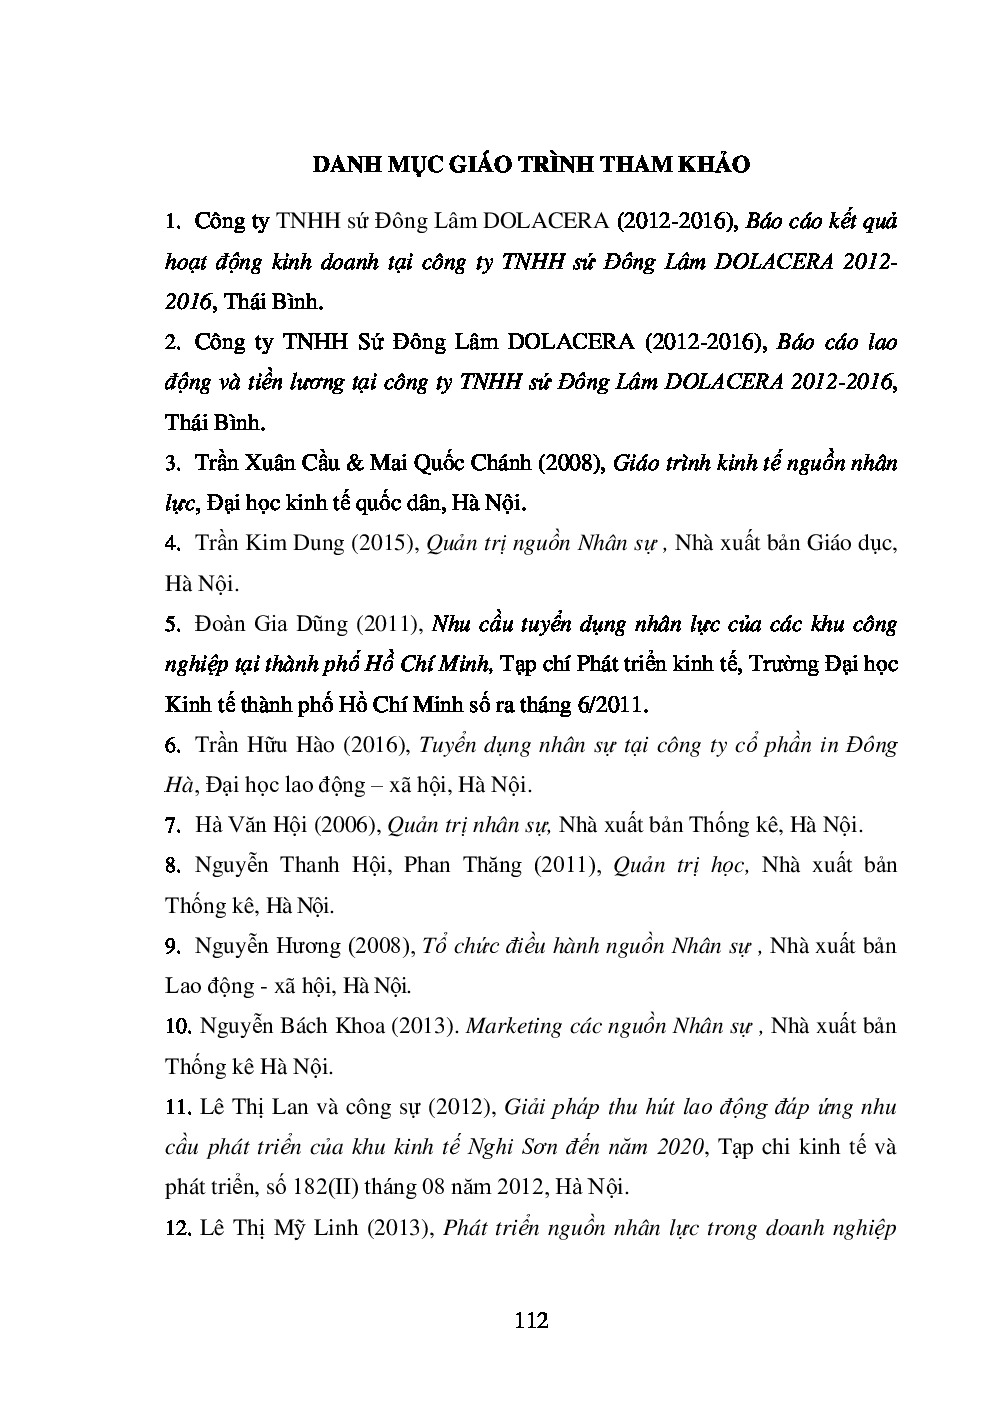 DANH MỤC GIÁO TRÌNH THAM KHẢO
1. Công ty TNHH sứ Đông Lâm DOLACERA (2012-2016), Báo cáo kết quả
hoạt động kinh doanh tại công ty TNHH sứ Đông Lâm DOLACERA 2012-
2016, Thái Bình.
2. Công ty TNHH Sứ Đông Lâm DOLACERA (2012-2016), Báo cáo lao
động và tiền lương tại công ty TNHH sứ Đông Lâm DOLACERA 2012-2016,
Thái Bình.
3. Trần Xuân Cầu & Mai Quốc Chánh (2008), Giáo trình kinh tế nguồn nhân
lực, Đại học kinh tế quốc dân, Hà Nội.
4. Trần Kim Dung (2015), Quản trị nguồn Nhân sự , Nhà xuất bản Giáo dục,
Hà Nội.
5. Đoàn Gia Dũng (2011), Nhu cầu tuyển dụng nhân lực của các khu công
nghiệp tại thành phố Hồ Chí Minh, Tạp chí Phát triển kinh tế, Trường Đại học
Kinh tế thành phố Hồ Chí Minh số ra tháng 6/2011.
6. Trần Hữu Hào (2016), Tuyển dụng nhân sự tại công ty cổ phần in Đông
Hà, Đại học lao động – xã hội, Hà Nội.
7. Hà Văn Hội (2006), Quản trị nhân sự, Nhà xuất bản Thống kê, Hà Nội.
8. Nguyễn Thanh Hội, Phan Thăng (2011), Quản trị học, Nhà xuất bản
Thống kê, Hà Nội.
9. Nguyễn Hương (2008), Tổ chức điều hành nguồn Nhân sự , Nhà xuất bản
Lao động - xã hội, Hà Nội.
10. Nguyễn Bách Khoa (2013). Marketing các nguồn Nhân sự , Nhà xuất bản
Thống kê Hà Nội.
11. Lê Thị Lan và công sự (2012), Giải pháp thu hút lao động đáp ứng nhu
cầu phát triển của khu kinh tế Nghi Sơn đến năm 2020, Tạp chi kinh tế và
phát triển, số 182(II) tháng 08 năm 2012, Hà Nội.
12. Lê Thị Mỹ Linh (2013), Phát triển nguồn nhân lực trong doanh nghiệp
112